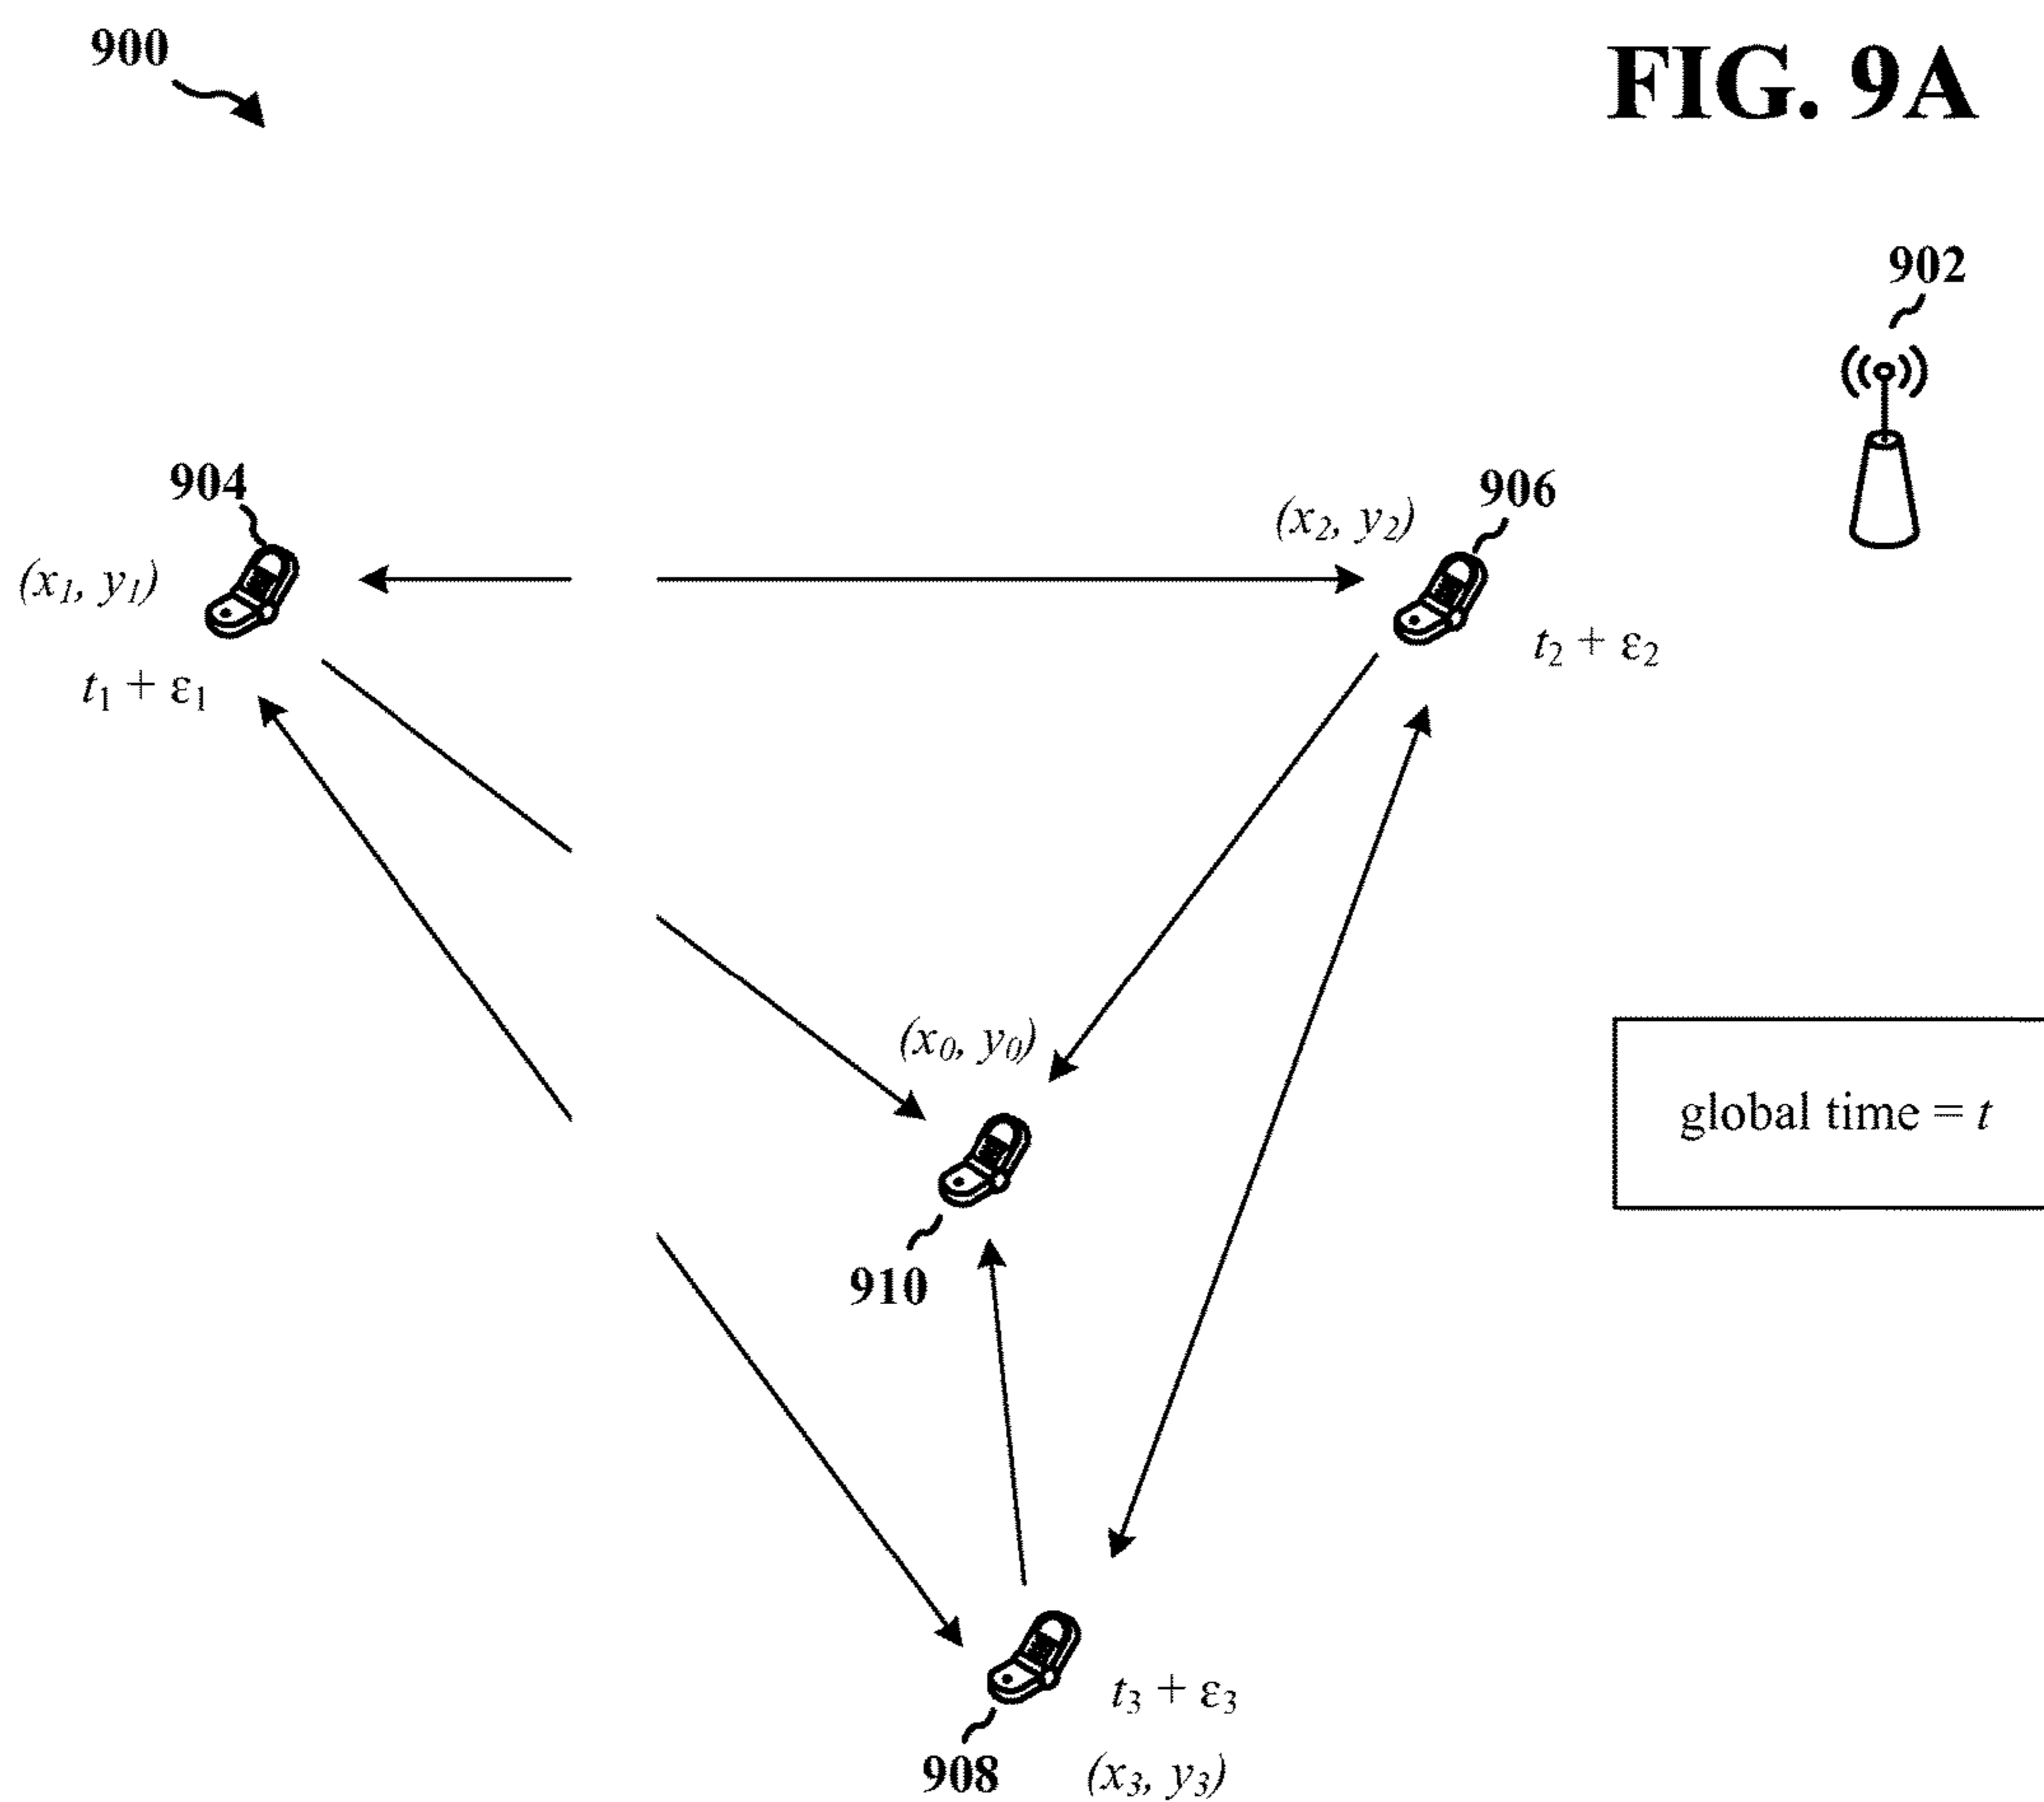 900
FIG. 9A
902
904
906
(x₂, y₂)
(x₁, y₁)
t₂ + ε₂
t₁ + ε₁
(x₀, y₀)
global time = t
910
t₃ + ε₃
908
(x₃, y₃)